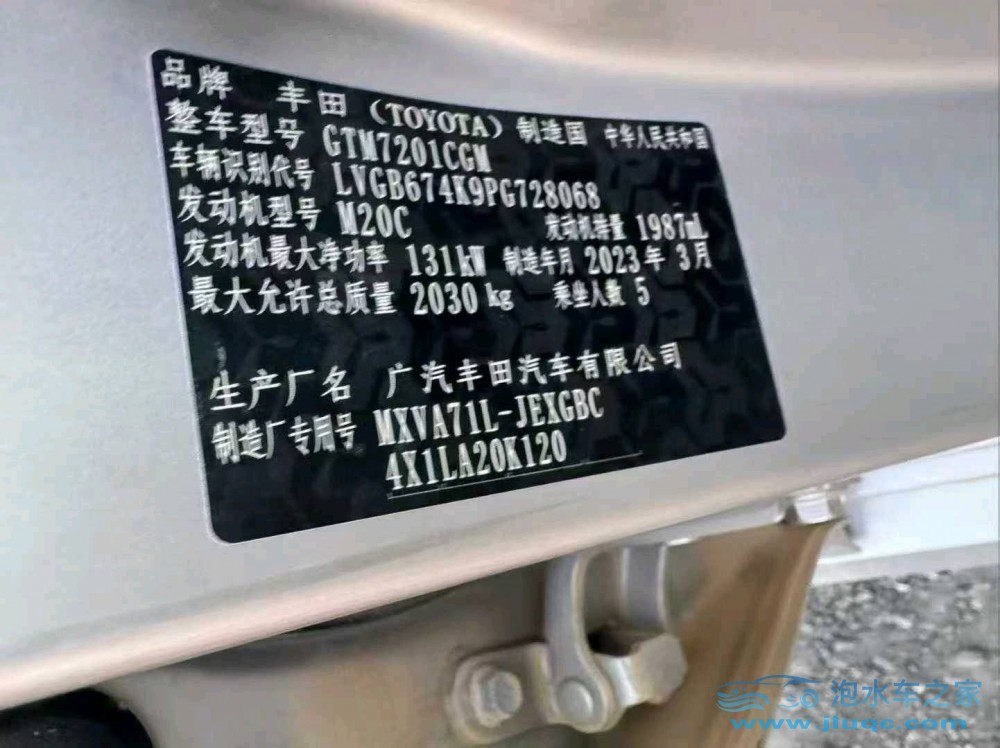 品牌 丰田（TOYOTA）制造国 中华人民共和国
整车型号 GTM7201CGM
车辆识别代号 LVGB674K9PG728068
发动机型号 M20C 发动机排量 1987mL
发动机最大净功率 131kW 制造年月 2023年 3月
最大允许总质量 2030 kg 乘坐人数 5
生产厂名 广汽丰田汽车有限公司
制造厂专用号 MXVA71L-JEXGBC
4X1LA20K120
泡水车之家